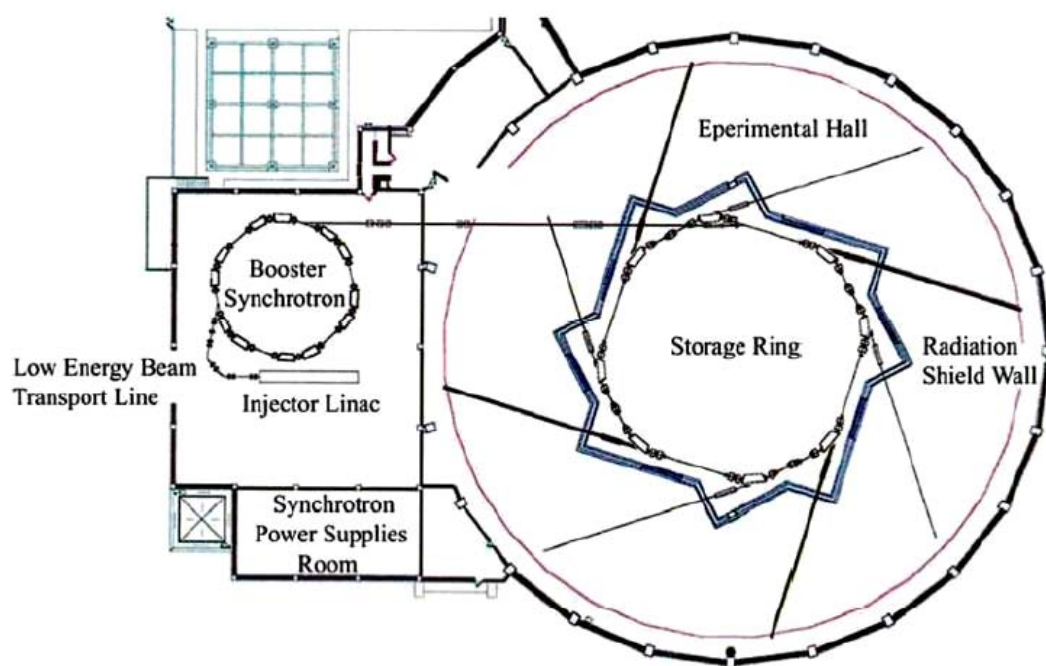 Eperimental Hall
Booster
Synchrotron
Storage Ring
Radiation
Shield Wall
Low Energy Beam
Transport Line
Injector Linac
Synchrotron
Power Supplies
Room